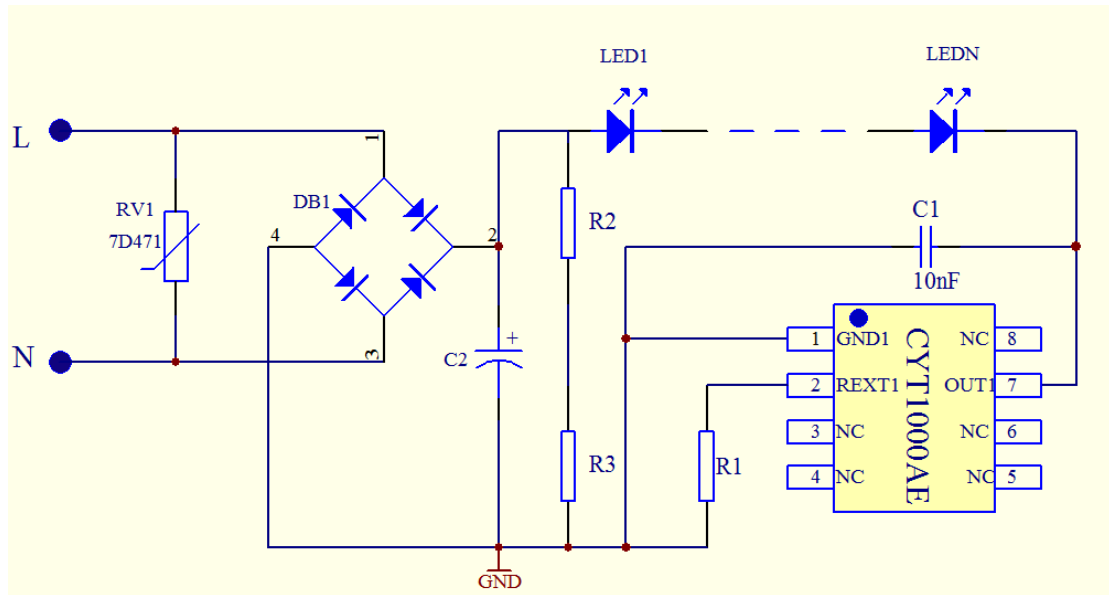 LED1
LEDN
L
1
RV1
7D471
DB1
4
2
R2
C1
10nF
N
3
C2
+
1
GND1
NC
8
2
REXT1
OUT1
7
3
NC
NC
6
4
NC
NC
5
CYT1000AE
R3
R1
GND